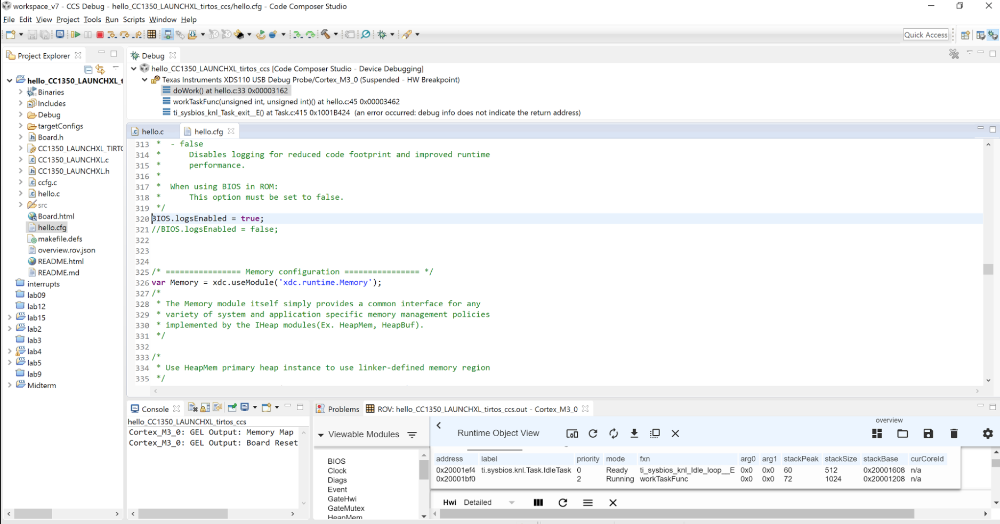 workspace_v7 - CCS Debug - hello_CC1350_LAUNCHXL_tirtos_ccs/hello.cfg - Code Composer Studio
File Edit View Project Tools Run Scripts Window Help
Quick Access
Project Explorer
hello_CC1350_LAUNCHXL_t
Binaries
Includes
Debug
targetConfigs
Board.h
CC1350_LAUNCHXL_TIRTO
CC1350_LAUNCHXL.c
CC1350_LAUNCHXL.h
ccfg.c
hello.c
src
Board.html
hello.cfg
makefile.defs
overview.rov.json
README.html
README.md
interrupts
lab09
lab12
lab15
lab2
lab3
lab4
lab5
lab9
Midterm
Debug
hello_CC1350_LAUNCHXL_tirtos_ccs [Code Composer Studio - Device Debugging]
Texas Instruments XDS110 USB Debug Probe/Cortex_M3_0 (Suspended - HW Breakpoint)
doWork() at hello.c:33 0x00003162
workTaskFunc(unsigned int, unsigned int)() at hello.c:45 0x00003462
ti_sysbios_knl_Task_exit__E() at Task.c:415 0x1001B424 (an error occurred: debug info does not indicate the return address)
hello.c hello.cfg
313 * - false
314 * Disables logging for reduced code footprint and improved runtime
315 * performance.
316 *
317 * When using BIOS in ROM:
318 * This option must be set to false.
319 */
320 BIOS.logsEnabled = true;
321 //BIOS.logsEnabled = false;
322
323
324
325 /* ================ Memory configuration ================ */
326 var Memory = xdc.useModule('xdc.runtime.Memory');
327 /*
328 * The Memory module itself simply provides a common interface for any
329 * variety of system and application specific memory management policies
330 * implemented by the IHeap modules(Ex. HeapMem, HeapBuf).
331 */
332
333 /*
334 * Use HeapMem primary heap instance to use linker-defined memory region
335 */
Console
hello_CC1350_LAUNCHXL_tirtos_ccs
Cortex_M3_0: GEL Output: Memory Map
Cortex_M3_0: GEL Output: Board Reset
Problems ROV: hello_CC1350_LAUNCHXL_tirtos_ccs.out - Cortex_M3_0
Viewable Modules
BIOS
Clock
Diags
Event
GateHwi
GateMutex
HeapMem
Runtime Object View
overview
address label priority mode fxn arg0 arg1 stackPeak stackSize stackBase curCoreId
0x20001ef4 ti.sysbios.knl.Task.IdleTask 0 Ready ti_sysbios_knl_Idle_loop__E 0x0 0x0 60 512 0x20001608 n/a
0x20001bf0 2 Running workTaskFunc 0x0 0x0 72 1024 0x20001208 n/a
Hwi Detailed